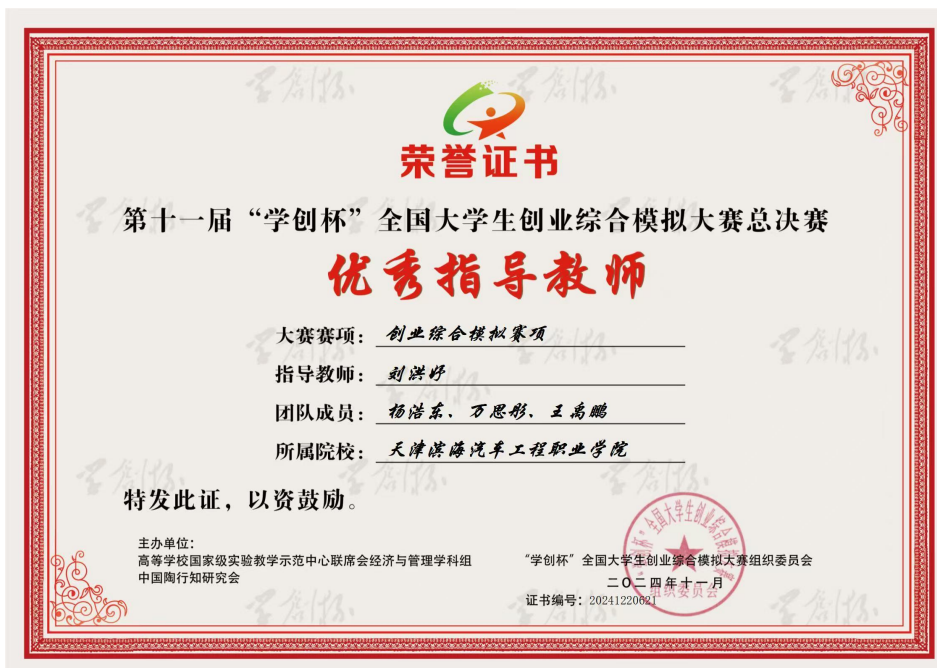 荣誉证书
第十一届“学创杯”全国大学生创业综合模拟大赛总决赛
优秀指导教师
大赛赛项：创业综合模拟赛项
指导教师：刘洪妤
团队成员：杨浩东、万思彤、王禹鹏
所属院校：天津滨海汽车工程职业学院
特发此证，以资鼓励。
主办单位：
高等学校国家级实验教学示范中心联席会经济与管理学科组
中国陶行知研究会
“学创杯”全国大学生创业综合模拟大赛组织委员会
二〇二四年十一月
证书编号：20241220621
组织委员会